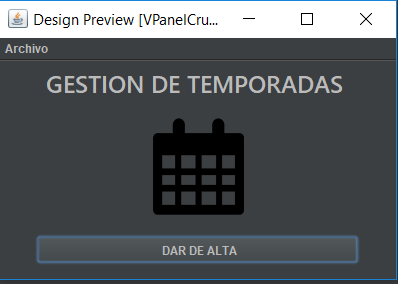 Design Preview [VPanelCru...
Archivo
GESTION DE TEMPORADAS
DAR DE ALTA